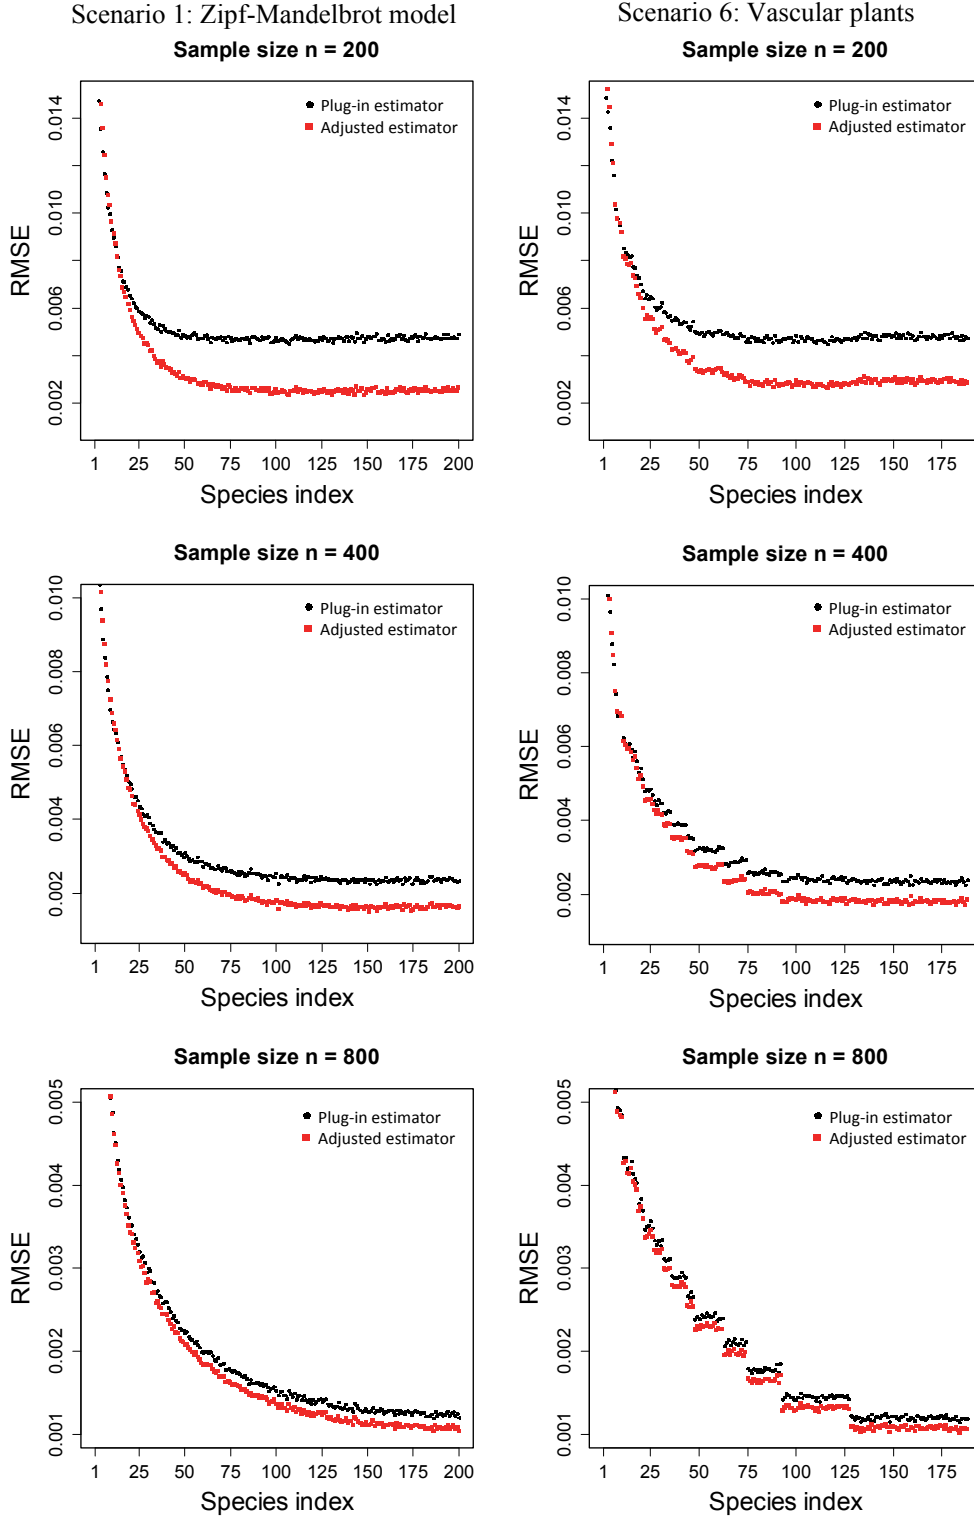 Scenario 1: Zipf-Mandelbrot model
Sample size n = 200
Plug-in estimator
Adjusted estimator
0.014
0.010
0.006
0.002
RMSE
1 25 50 75 100 125 150 175 200
Species index
Scenario 6: Vascular plants
Sample size n = 200
Plug-in estimator
Adjusted estimator
0.014
0.010
0.006
0.002
RMSE
1 25 50 75 100 125 150 175
Species index
Sample size n = 400
Plug-in estimator
Adjusted estimator
0.010
0.008
0.006
0.004
0.002
RMSE
1 25 50 75 100 125 150 175 200
Species index
Sample size n = 400
Plug-in estimator
Adjusted estimator
0.010
0.008
0.006
0.004
0.002
RMSE
1 25 50 75 100 125 150 175
Species index
Sample size n = 800
Plug-in estimator
Adjusted estimator
0.005
0.004
0.003
0.002
0.001
RMSE
1 25 50 75 100 125 150 175 200
Species index
Sample size n = 800
Plug-in estimator
Adjusted estimator
0.005
0.004
0.003
0.002
0.001
RMSE
1 25 50 75 100 125 150 175
Species index